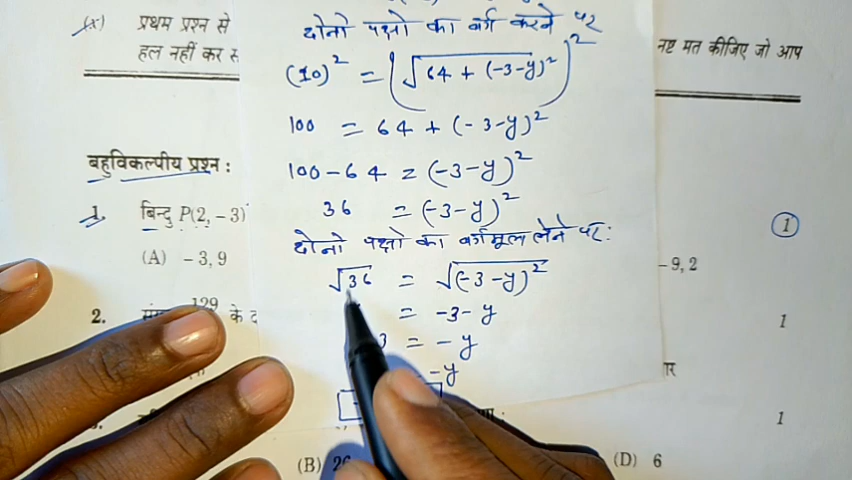 (x) प्रथम प्रश्न से
हल नहीं कर स
नष्ट मत कीजिए जो आप
दोनो पक्षो का वर्ग करने पर
(10)² = (√64 + (-3-y)²)²
100 = 64 + (-3-y)²
100 - 64 = (-3-y)²
36 = (-3-y)²
दोनो पक्षो का वर्गमूल लेने पर:
√36 = √(-3-y)²
= -3-y
3 = -y
-y
बहुविकल्पीय प्रश्न :
1. बिन्दु P(2, -3)
1
(A) -3, 9
-9, 2
2.
129
के द
1
1
(B) 26
(D) 6